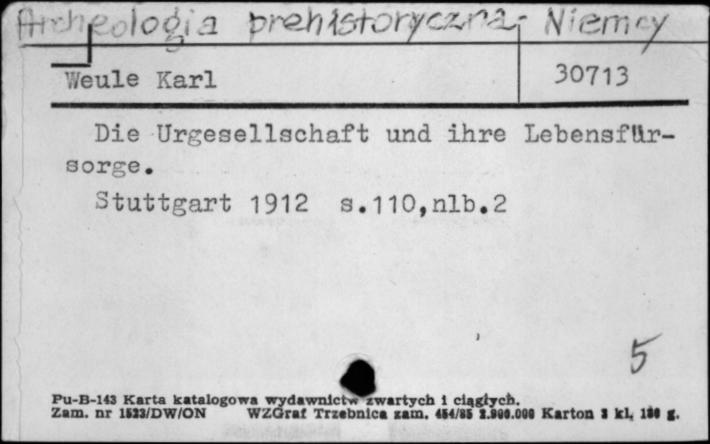 Archeologia prehistoryczna - Niemcy
Weule Karl 30713
Die Urgesellschaft und ihre Lebensfür-
sorge.
Stuttgart 1912 s.110,nlb.2
5
Pu-B-143 Karta katalogowa wydawnictw zwartych i ciągłych.
Zam. nr 1523/DW/ON WZGraf Trzebnica zam. 454/85 2.900.000 Karton 3 kl, 180 g.